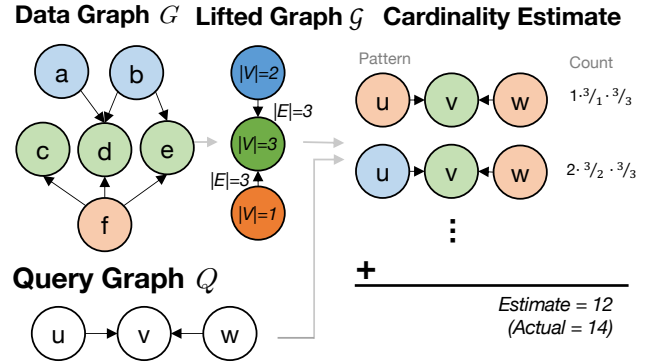 Data Graph G
Lifted Graph 𝒢
Cardinality Estimate
Pattern
Count
a
b
c
d
e
f
|V|=2
|E|=3
|V|=3
|E|=3
|V|=1
u
v
w
1·³/₁ · ³/₃
u
v
w
2· ³/₂ · ³/₃
⋮
+
Estimate = 12
(Actual = 14)
Query Graph Q
u
v
w